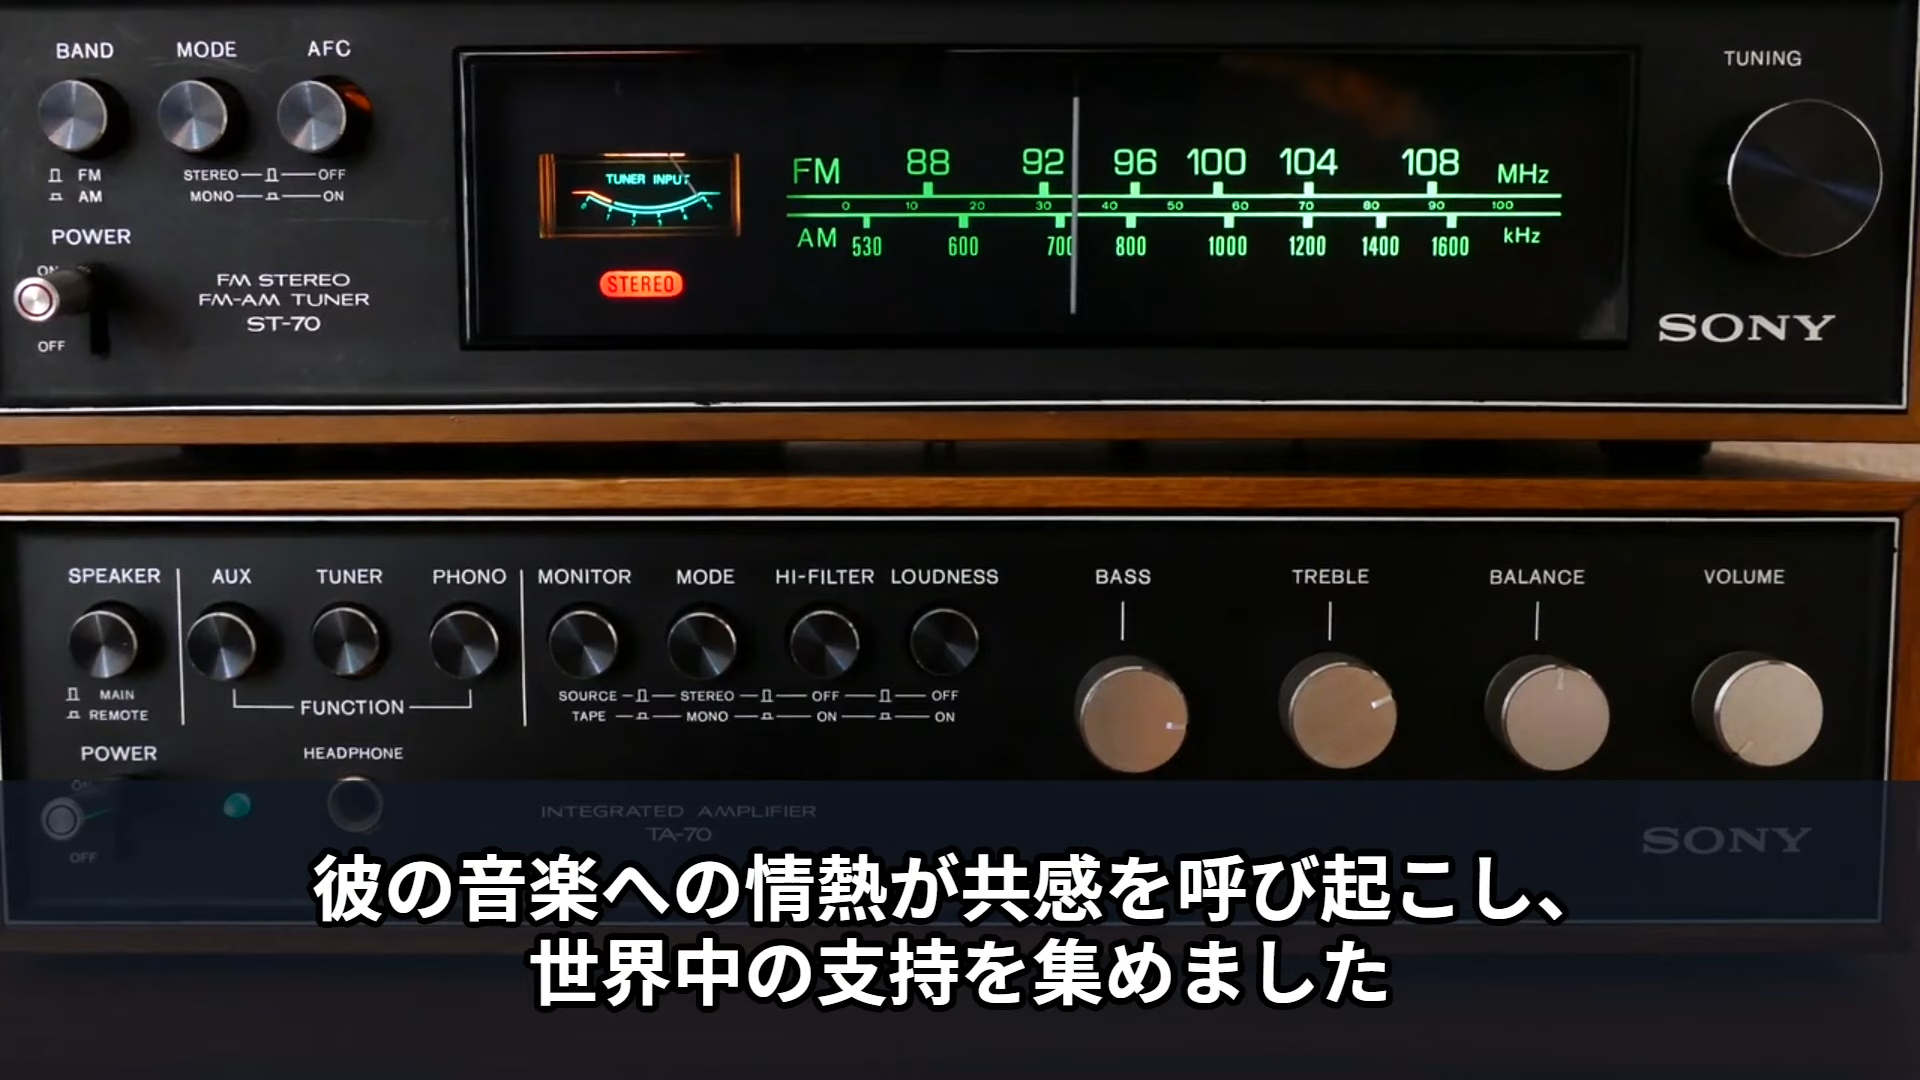 BAND MODE AFC
TUNING
FM
AM
STEREO OFF
MONO ON
POWER
ON
OFF
FM STEREO
FM-AM TUNER
ST-70
TUNER INPUT
STEREO
FM 88 92 96 100 104 108 MHz
0 10 20 30 40 50 60 70 80 90 100
AM 530 600 700 800 1000 1200 1400 1600 kHz
SONY
SPEAKER AUX TUNER PHONO MONITOR MODE HI-FILTER LOUDNESS BASS TREBLE BALANCE VOLUME
MAIN
REMOTE
FUNCTION
SOURCE STEREO OFF OFF
TAPE MONO ON ON
POWER
ON
OFF
HEADPHONE
INTEGRATED AMPLIFIER
TA-70
SONY
彼の音楽への情熱が共感を呼び起こし、
世界中の支持を集めました